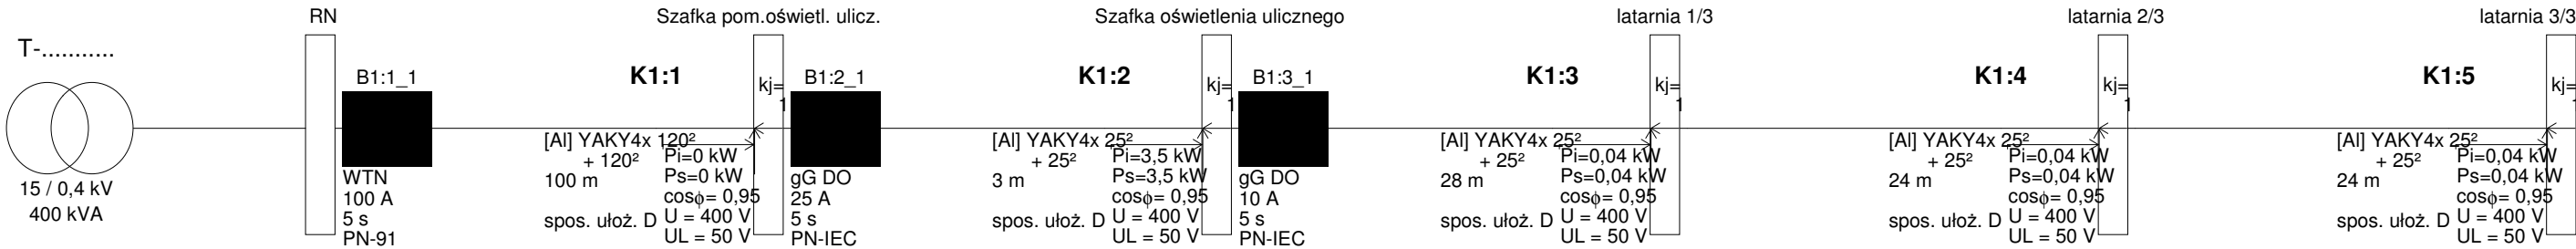 T-...........
15 / 0,4 kV
400 kVA
RN
B1:1_1
WTN
100 A
5 s
PN-91
K1:1
[Al] YAKY4x 120²
+ 120²
100 m
spos. ułoż. D
Szafka pom.oświetl. ulicz.
kj=
1
Pi=0 kW
Ps=0 kW
cosϕ= 0,95
U = 400 V
UL = 50 V
B1:2_1
gG DO
25 A
5 s
PN-IEC
K1:2
[Al] YAKY4x 25²
+ 25²
3 m
spos. ułoż. D
Szafka oświetlenia ulicznego
kj=
1
Pi=3,5 kW
Ps=3,5 kW
cosϕ= 0,95
U = 400 V
UL = 50 V
B1:3_1
gG DO
10 A
5 s
PN-IEC
K1:3
[Al] YAKY4x 25²
+ 25²
28 m
spos. ułoż. D
latarnia 1/3
kj=
1
Pi=0,04 kW
Ps=0,04 kW
cosϕ= 0,95
U = 400 V
UL = 50 V
K1:4
[Al] YAKY4x 25²
+ 25²
24 m
spos. ułoż. D
latarnia 2/3
kj=
1
Pi=0,04 kW
Ps=0,04 kW
cosϕ= 0,95
U = 400 V
UL = 50 V
K1:5
[Al] YAKY4x 25²
+ 25²
24 m
spos. ułoż. D
latarnia 3/3
kj=
1
Pi=0,04 kW
Ps=0,04 kW
cosϕ= 0,95
U = 400 V
UL = 50 V